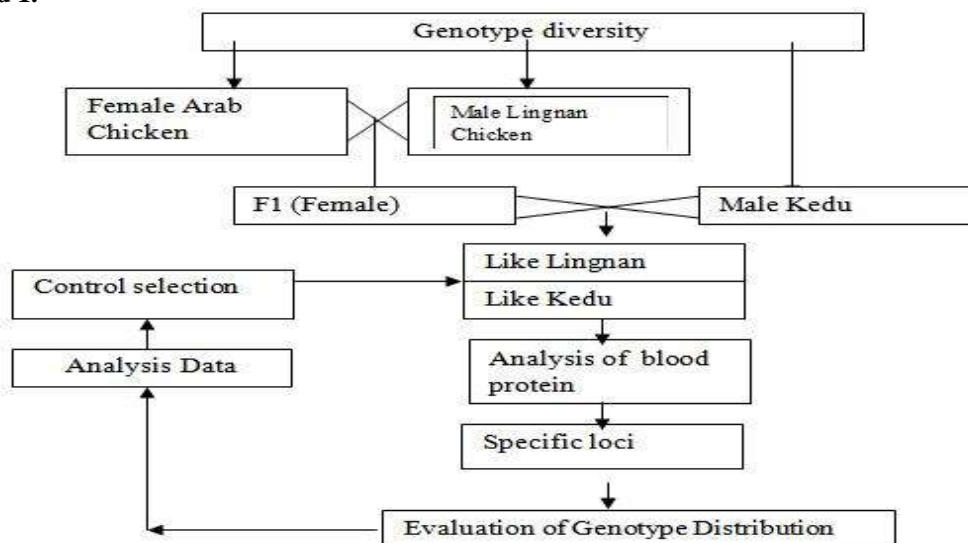 Genotype diversity
Female Arab
Chicken
Male Lingnan
Chicken
F1 (Female)
Male Kedu
Like Lingnan
Control selection
Like Kedu
Analysis Data
Analysis of blood
protein
Specific loci
Evaluation of Genotype Distribution